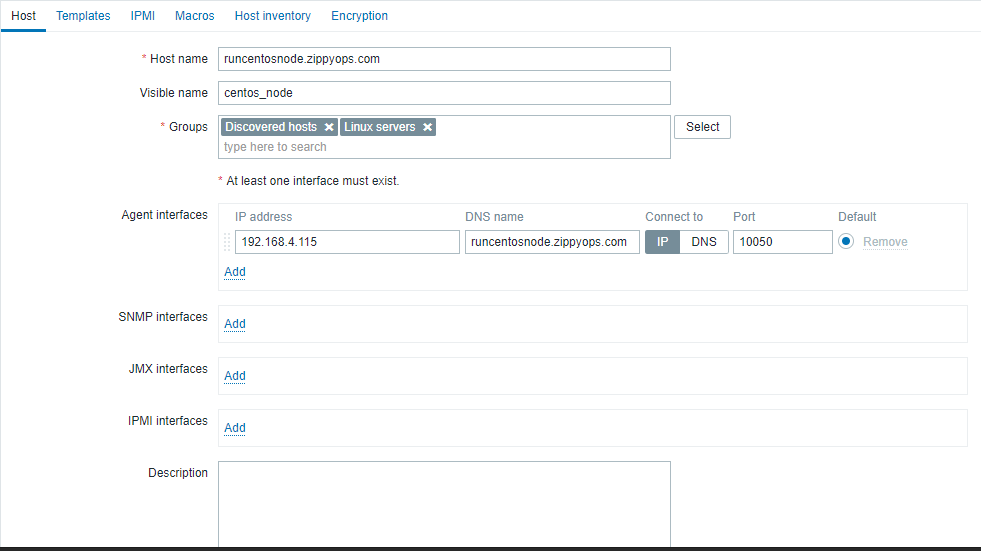 Host Templates IPMI Macros Host inventory Encryption
* Host name runcentosnode.zippyops.com
Visible name centos_node
* Groups Discovered hosts × Linux servers × Select
type here to search
* At least one interface must exist.
Agent interfaces IP address DNS name Connect to Port Default
192.168.4.115 runcentosnode.zippyops.com IP DNS 10050 Remove
Add
SNMP interfaces Add
JMX interfaces Add
IPMI interfaces Add
Description